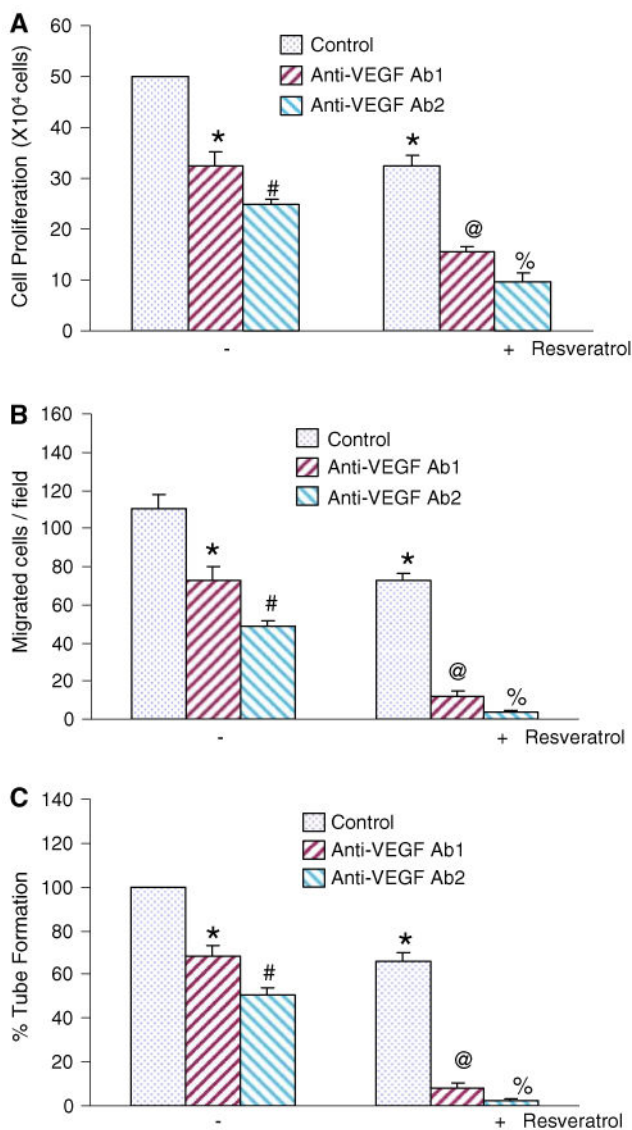 A
Cell Proliferation (X10⁴ cells)
60
50
40
30
20
10
0
Control
Anti-VEGF Ab1
Anti-VEGF Ab2
*
#
*
@
%
-
+ Resveratrol
B
Migrated cells / field
160
140
120
100
80
60
40
20
0
Control
Anti-VEGF Ab1
Anti-VEGF Ab2
*
#
*
@
%
-
+ Resveratrol
C
% Tube Formation
140
120
100
80
60
40
20
0
Control
Anti-VEGF Ab1
Anti-VEGF Ab2
*
#
*
@
%
-
+ Resveratrol